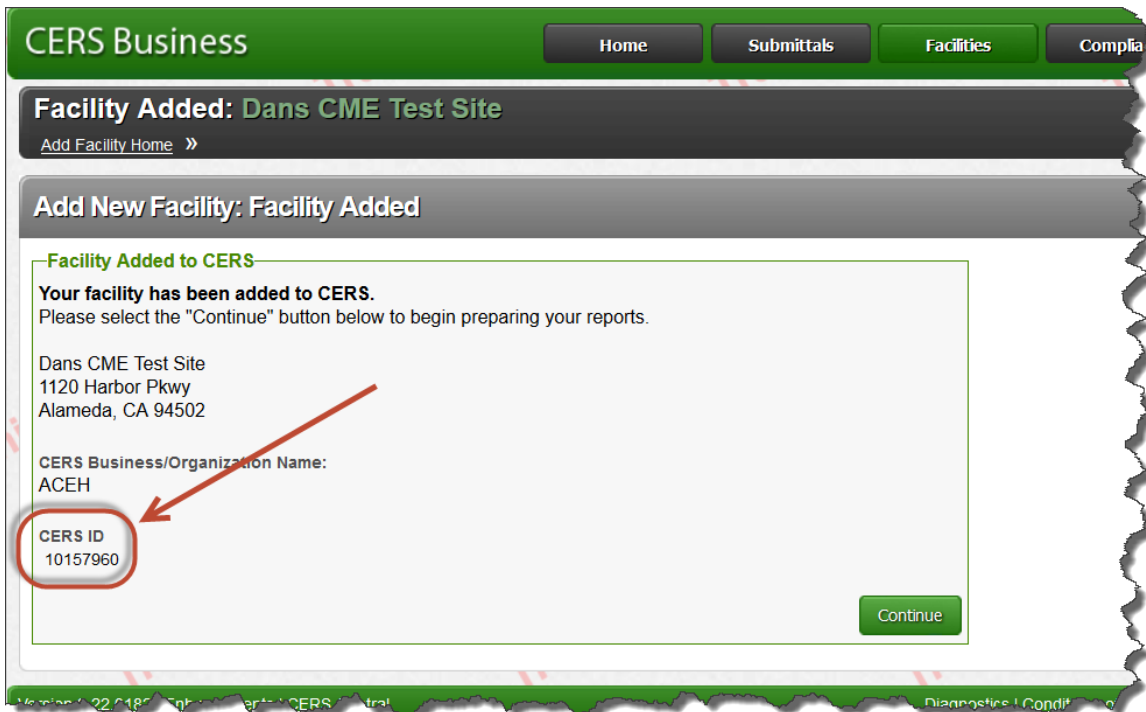 CERS Business
Home
Submittals
Facilities
Facility Added: Dans CME Test Site
Add Facility Home »
Add New Facility: Facility Added
Facility Added to CERS
Your facility has been added to CERS.
Please select the "Continue" button below to begin preparing your reports.
Dans CME Test Site
1120 Harbor Pkwy
Alameda, CA 94502
CERS Business/Organization Name:
ACEH
CERS ID
10157960
Continue
CERS
Diagnostics |